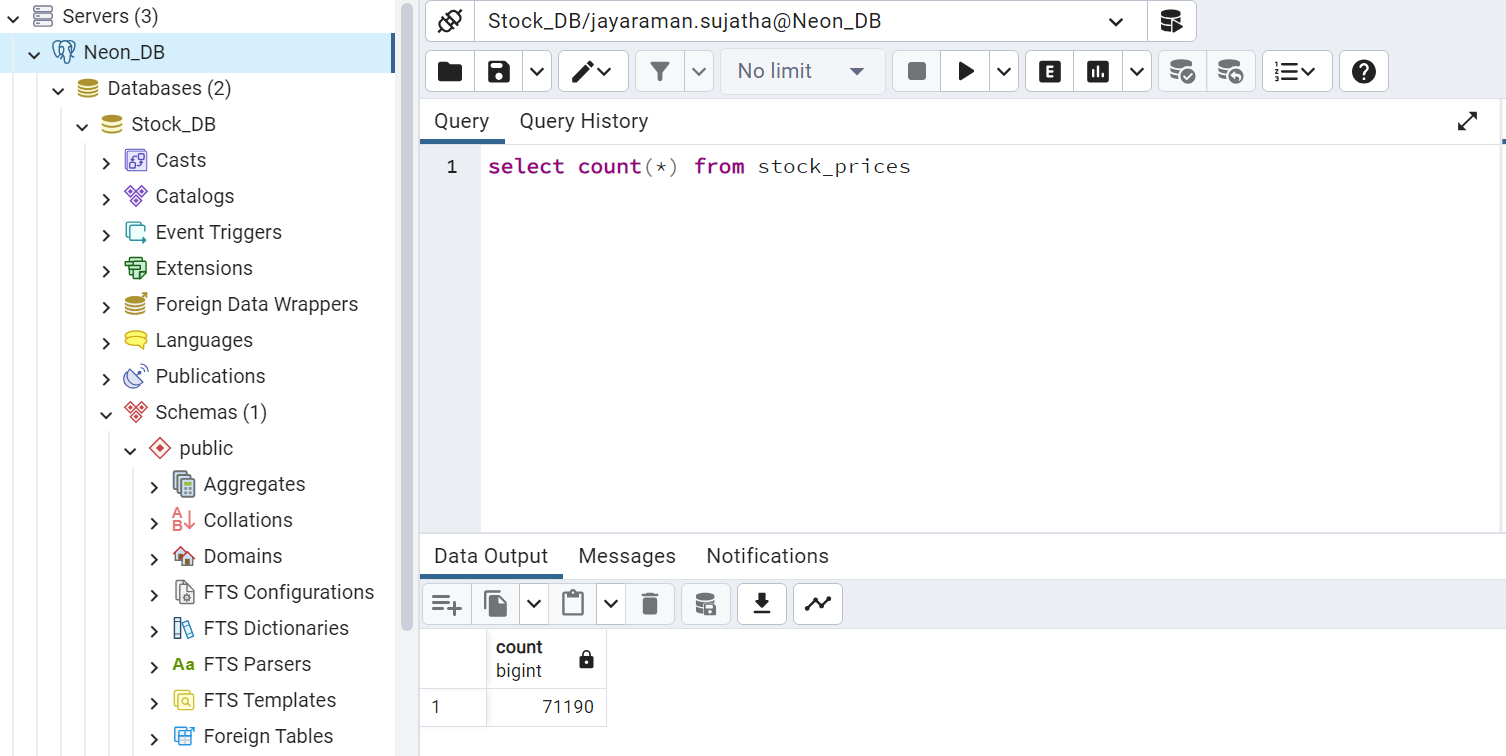 Servers (3)
Neon_DB
Databases (2)
Stock_DB
Casts
Catalogs
Event Triggers
Extensions
Foreign Data Wrappers
Languages
Publications
Schemas (1)
public
Aggregates
Collations
Domains
FTS Configurations
FTS Dictionaries
Aa FTS Parsers
FTS Templates
Foreign Tables
Stock_DB/jayaraman.sujatha@Neon_DB
No limit
E
Query Query History
1 select count(*) from stock_prices
Data Output Messages Notifications
count
bigint
1 71190